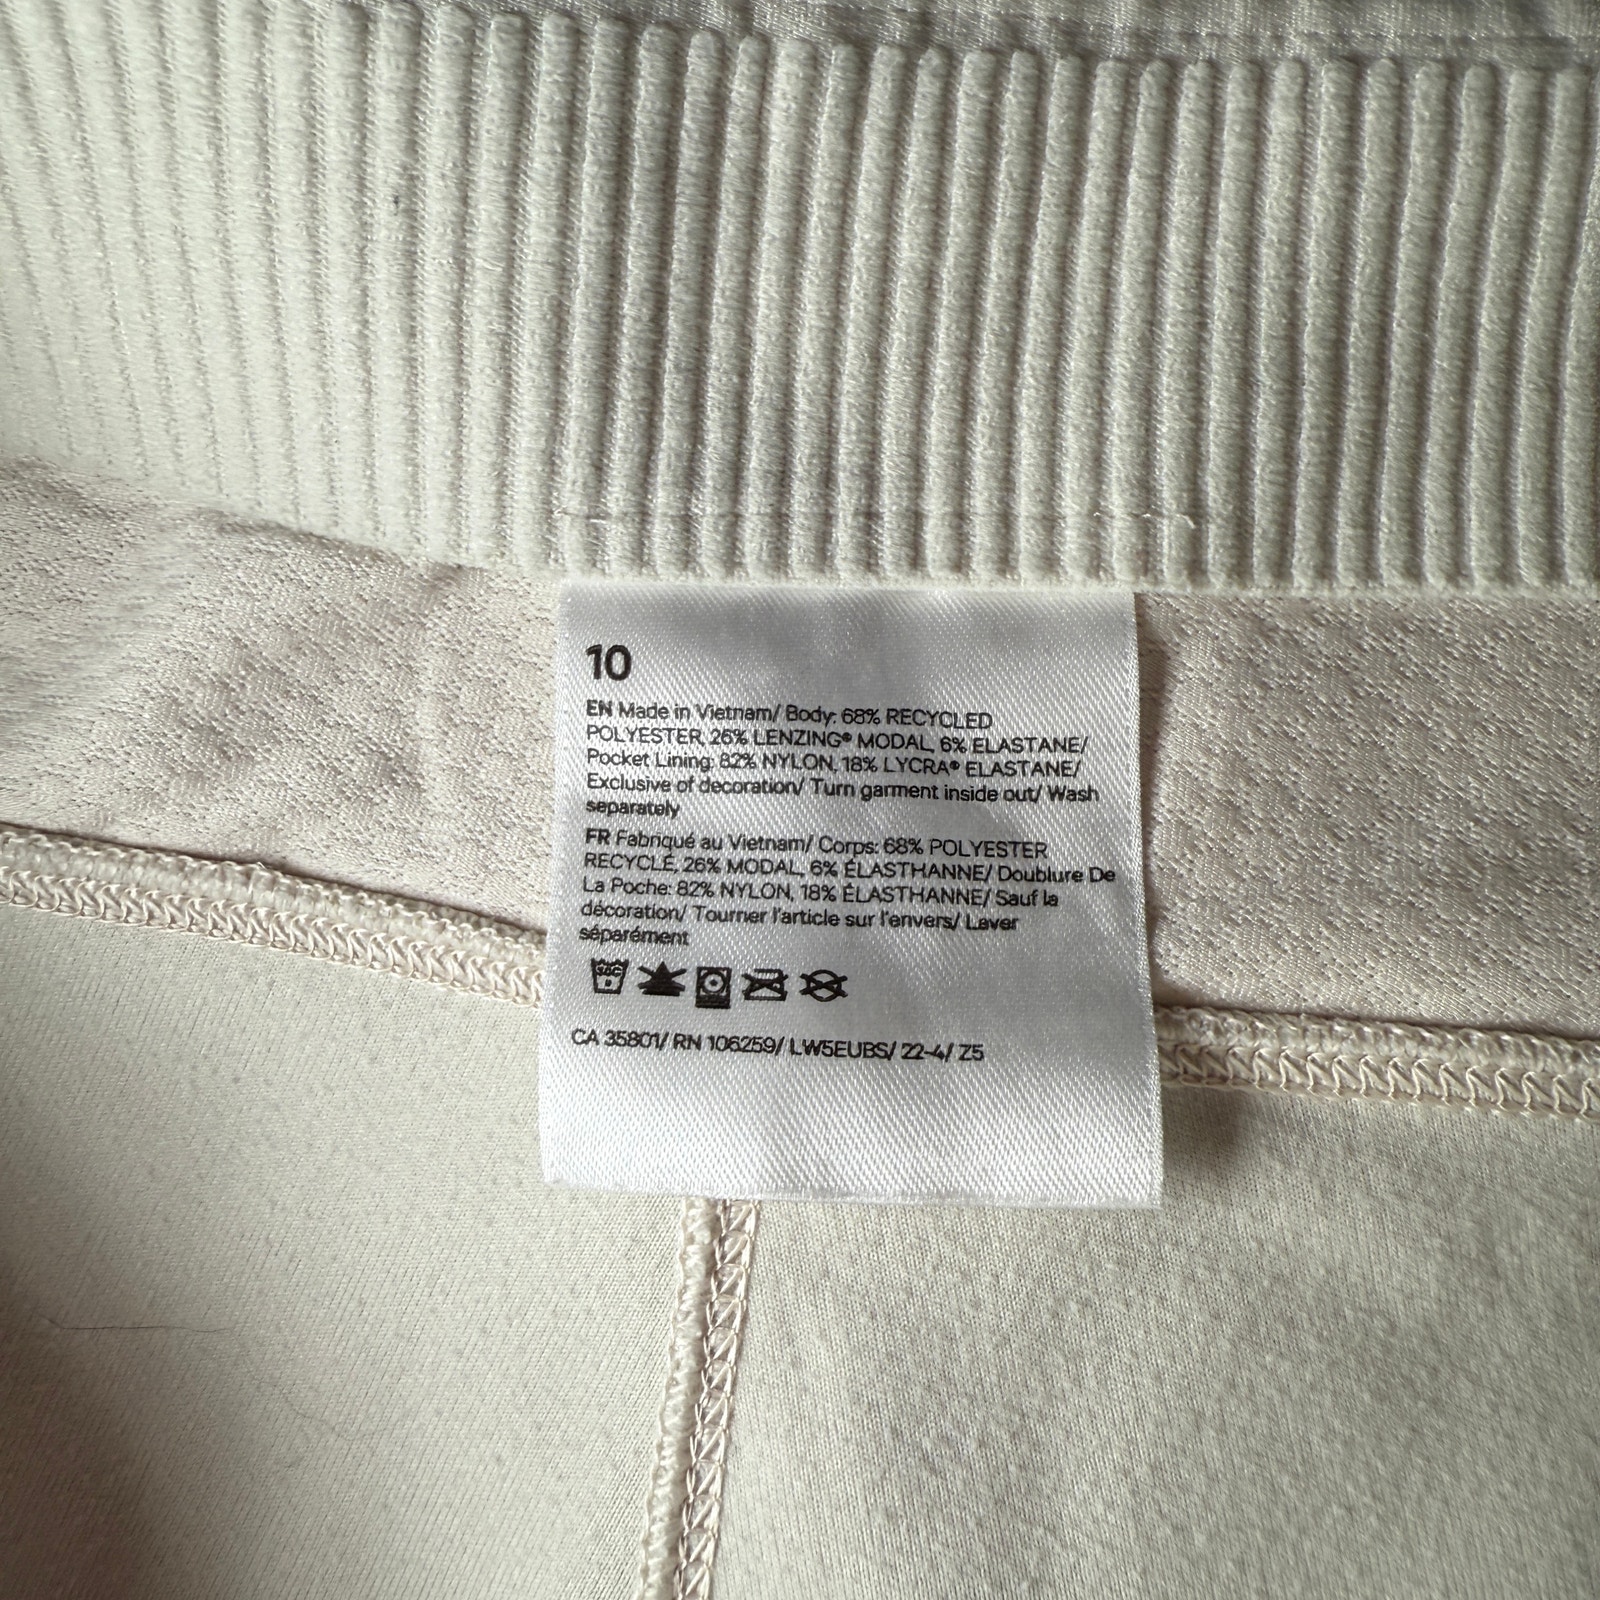 10
EN Made in Vietnam/ Body: 68% RECYCLED
POLYESTER, 26% LENZING® MODAL, 6% ELASTANE/
Pocket Lining: 82% NYLON, 18% LYCRA® ELASTANE/
Exclusive of decoration/ Turn garment inside out/ Wash
separately
FR Fabriqué au Vietnam/ Corps: 68% POLYESTER
RECYCLÉ, 26% MODAL, 6% ÉLASTHANNE/ Doublure De
La Poche: 82% NYLON, 18% ÉLASTHANNE/ Sauf la
décoration/ Tourner l'article sur l'envers/ Laver
séparément
30C
CA 35801/ RN 106259/ LW5EUBS/ 22-4/ Z5